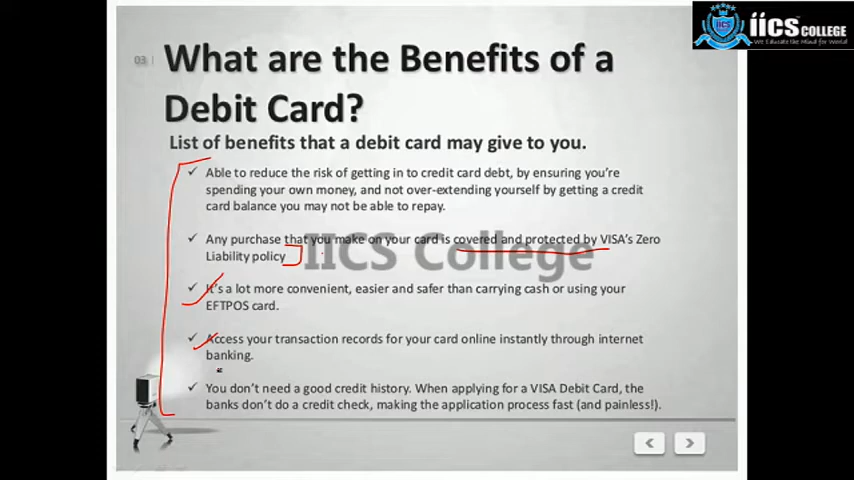 iics COLLEGE
We Educate the Mind for World
03 |
What are the Benefits of a
Debit Card?
List of benefits that a debit card may give to you.
✓ Able to reduce the risk of getting in to credit card debt, by ensuring you're
spending your own money, and not over-extending yourself by getting a credit
card balance you may not be able to repay.
✓ Any purchase that you make on your card is covered and protected by VISA's Zero
Liability policy
IICS College
✓ It's a lot more convenient, easier and safer than carrying cash or using your
EFTPOS card.
✓ Access your transaction records for your card online instantly through internet
banking.
✓ You don't need a good credit history. When applying for a VISA Debit Card, the
banks don't do a credit check, making the application process fast (and painless!).